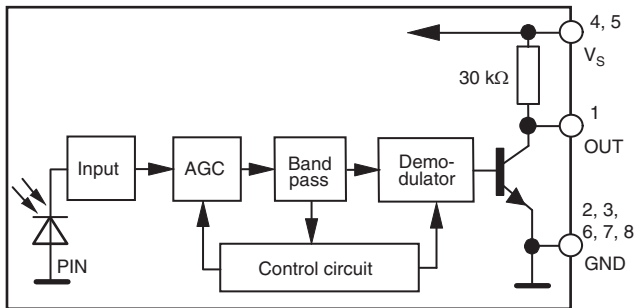 4, 5
V_S
30 kΩ
1
OUT
Input
AGC
Band
pass
Demo-
dulator
2, 3,
6, 7, 8
GND
PIN
Control circuit